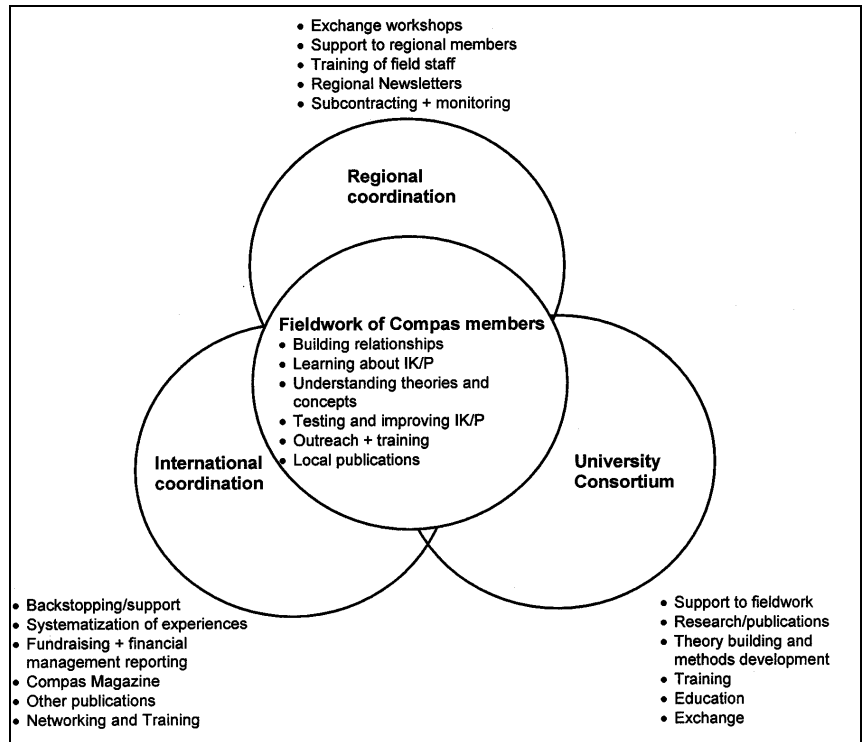 • Exchange workshops
• Support to regional members
• Training of field staff
• Regional Newsletters
• Subcontracting + monitoring
Regional
coordination
Fieldwork of Compas members
• Building relationships
• Learning about IK/P
• Understanding theories and
concepts
• Testing and improving IK/P
• Outreach + training
• Local publications
International
coordination
University
Consortium
• Backstopping/support
• Systematization of experiences
• Fundraising + financial
management reporting
• Compas Magazine
• Other publications
• Networking and Training
• Support to fieldwork
• Research/publications
• Theory building and
methods development
• Training
• Education
• Exchange